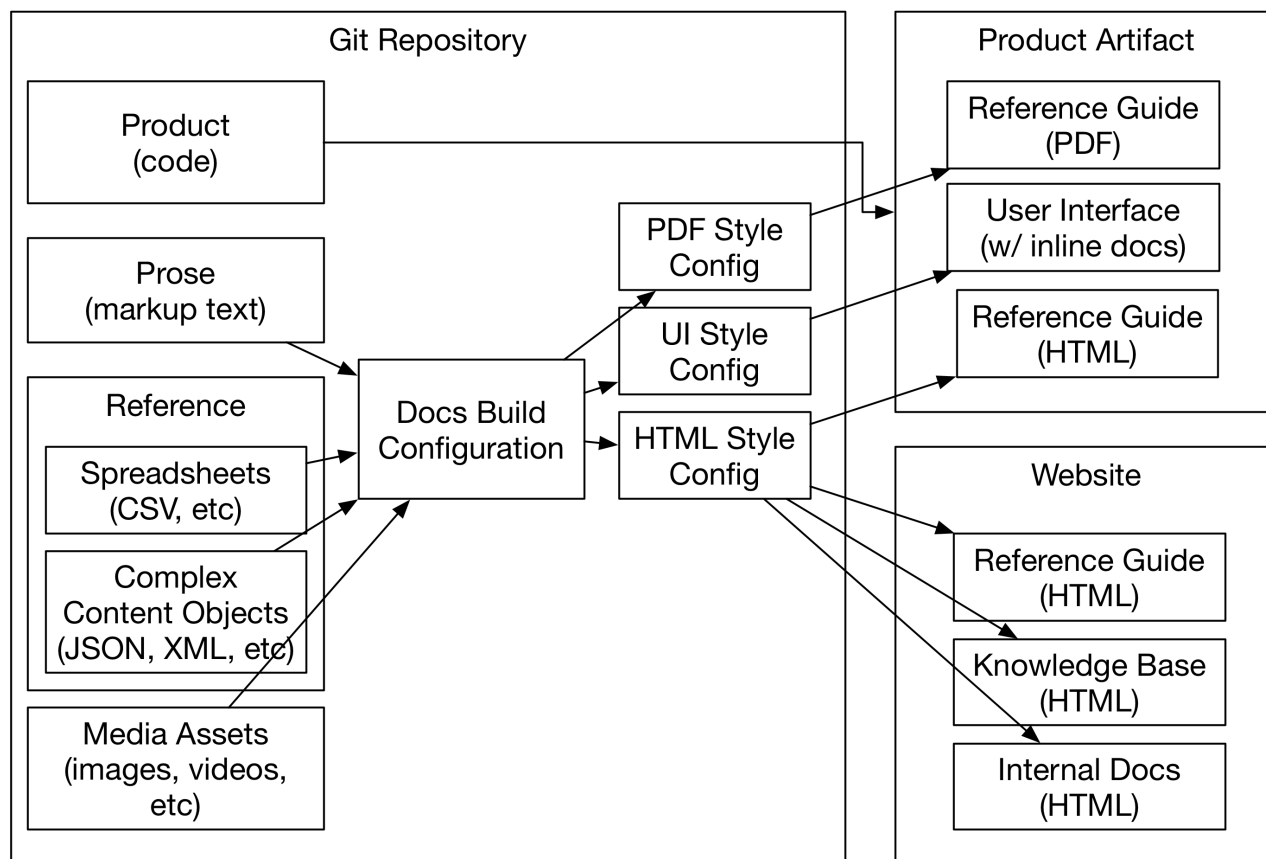 Git Repository
Product
(code)
Prose
(markup text)
Reference
Spreadsheets
(CSV, etc)
Complex
Content Objects
(JSON, XML, etc)
Media Assets
(images, videos,
etc)
Docs Build
Configuration
PDF Style
Config
UI Style
Config
HTML Style
Config
Product Artifact
Reference Guide
(PDF)
User Interface
(w/ inline docs)
Reference Guide
(HTML)
Website
Reference Guide
(HTML)
Knowledge Base
(HTML)
Internal Docs
(HTML)